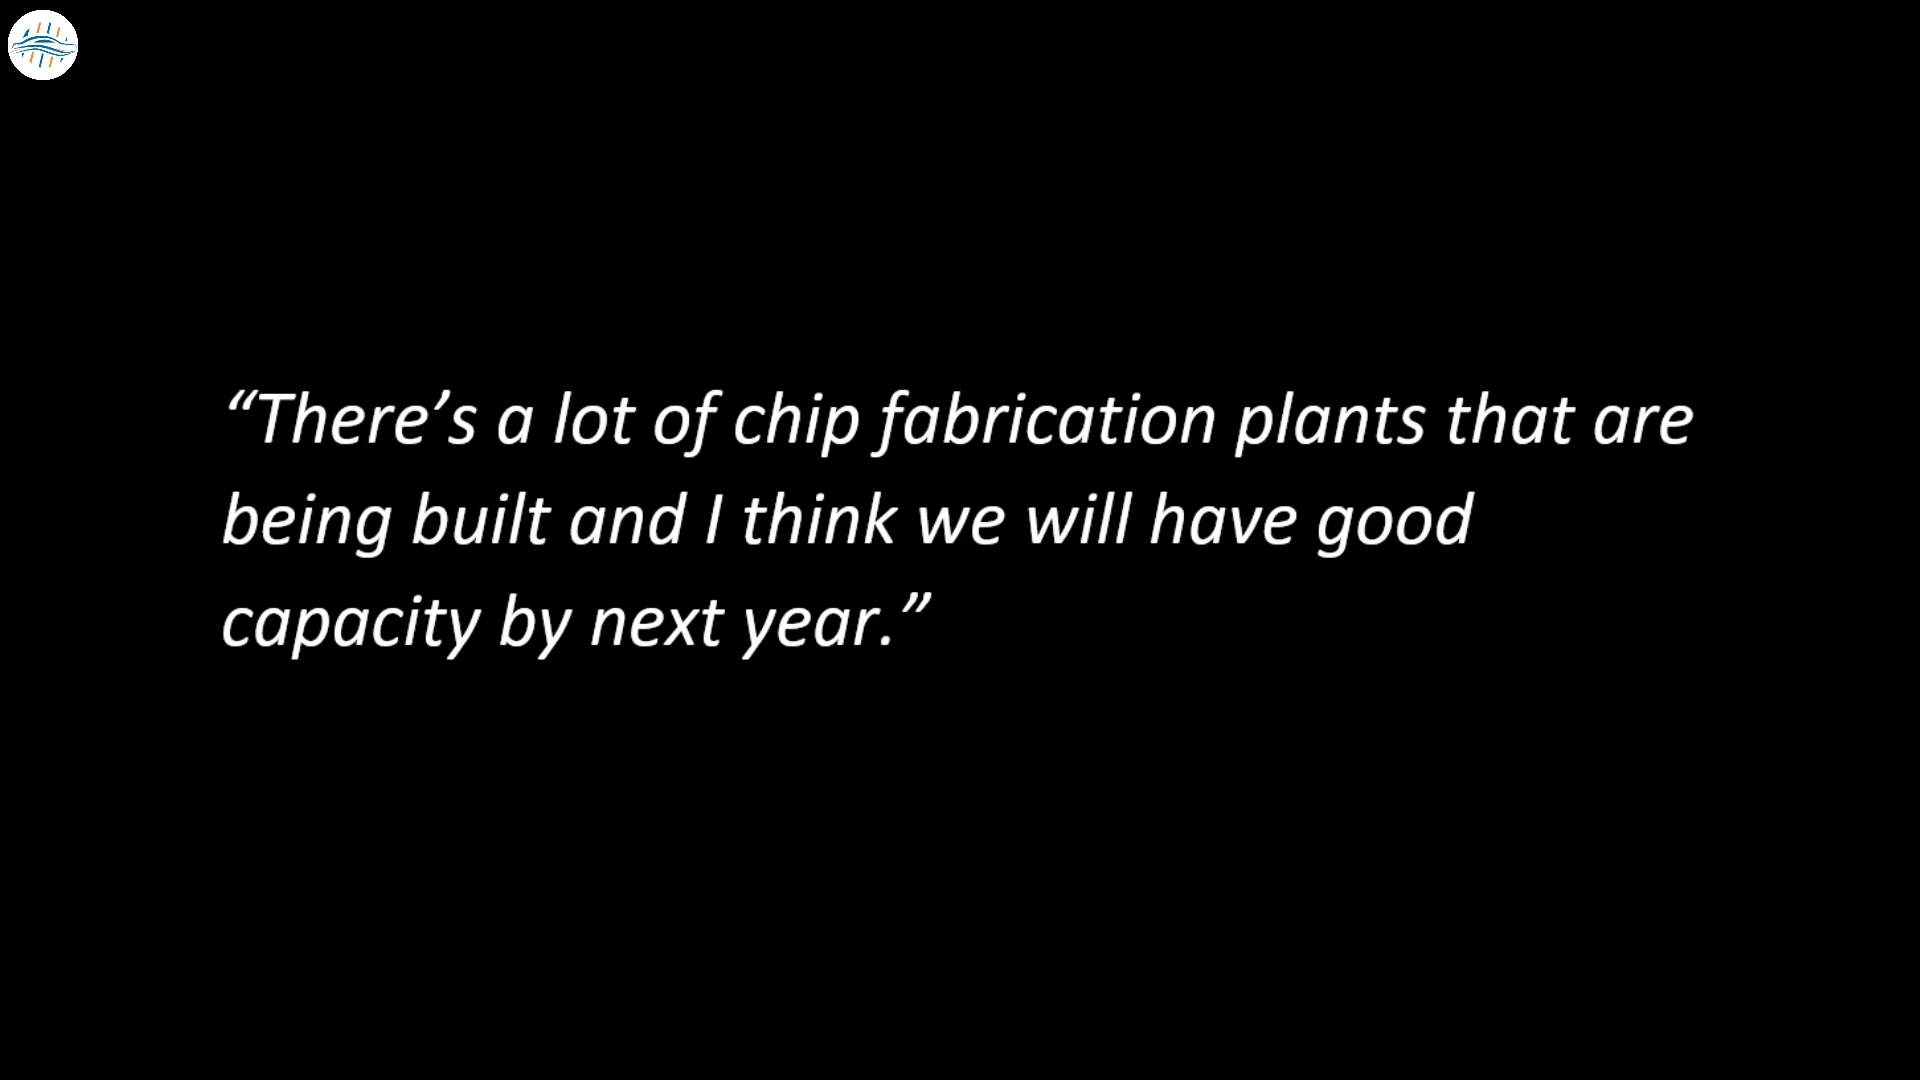 “There’s a lot of chip fabrication plants that are
being built and I think we will have good
capacity by next year.”